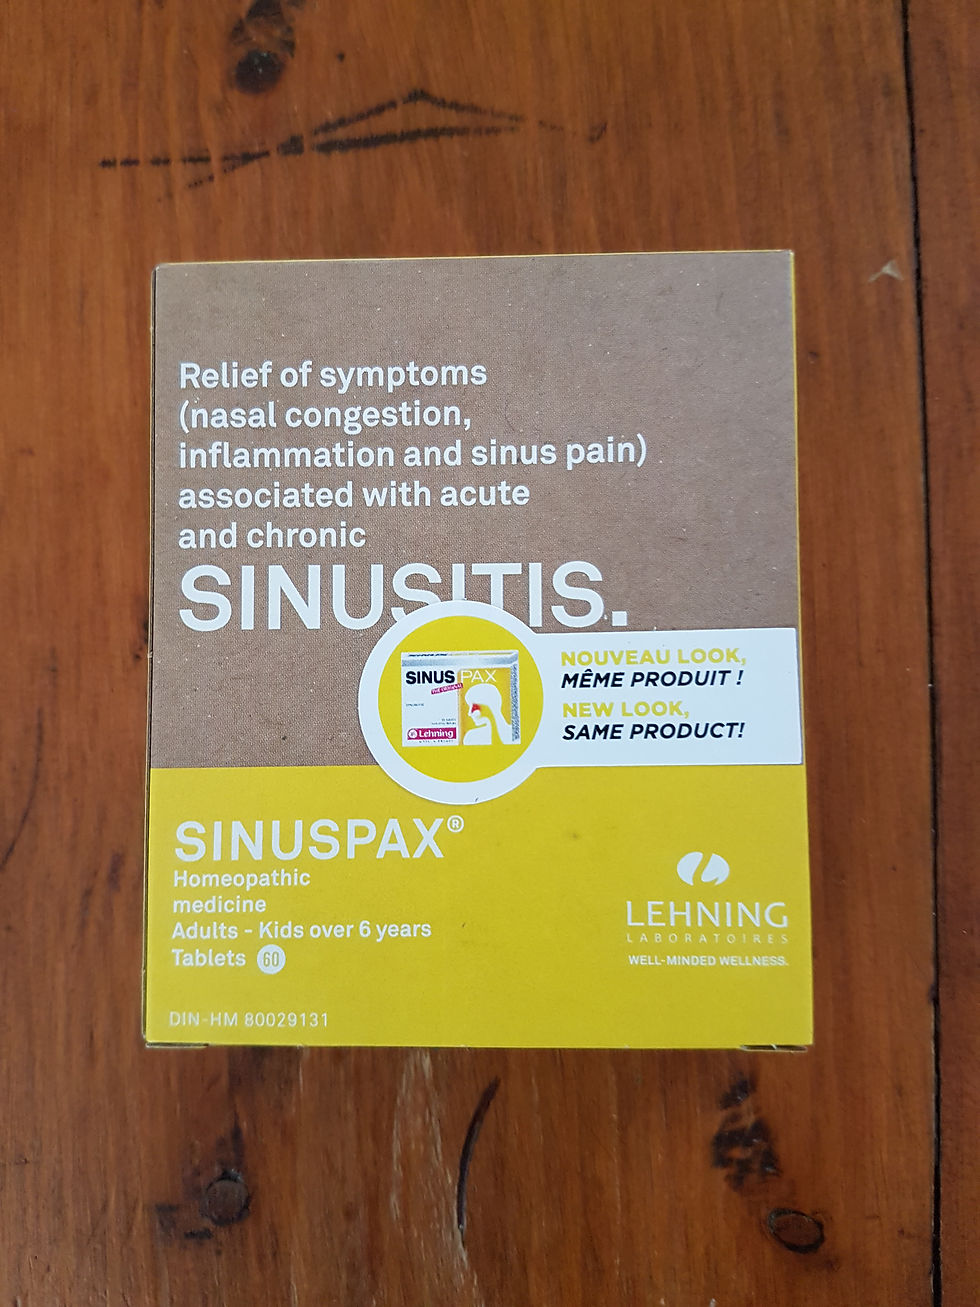 Relief of symptoms
(nasal congestion,
inflammation and sinus pain)
associated with acute
and chronic
SINUSITIS.
SINUSPAX
THE ORIGINAL
Lehning
NOUVEAU LOOK,
MÊME PRODUIT !
NEW LOOK,
SAME PRODUCT!
SINUSPAX®
Homeopathic
medicine
Adults - Kids over 6 years
Tablets 60
DIN-HM 80029131
LEHNING
LABORATOIRES
WELL-MINDED WELLNESS.